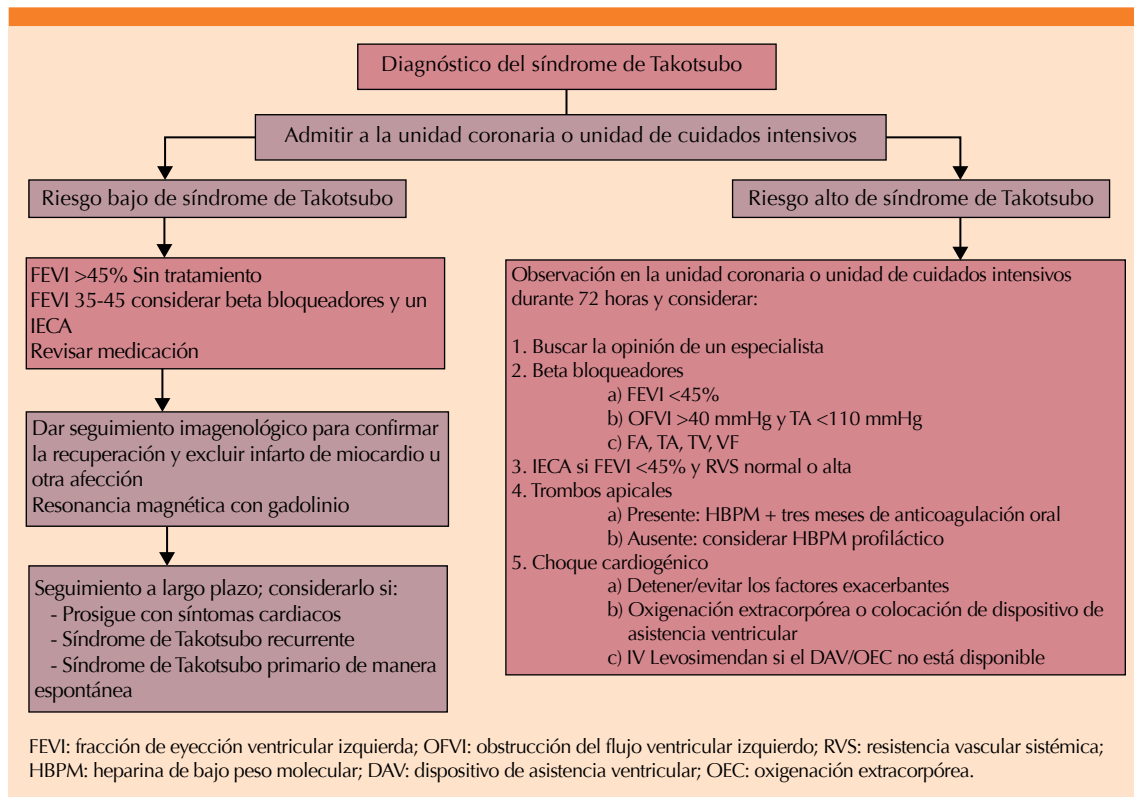 Diagnóstico del síndrome de Takotsubo
Admitir a la unidad coronaria o unidad de cuidados intensivos
Riesgo bajo de síndrome de Takotsubo
FEVI >45% Sin tratamiento
FEVI 35-45 considerar beta bloqueadores y un
IECA
Revisar medicación
Dar seguimiento imagenológico para confirmar
la recuperación y excluir infarto de miocardio u
otra afección
Resonancia magnética con gadolinio
Seguimiento a largo plazo; considerarlo si:
- Prosigue con síntomas cardiacos
- Síndrome de Takotsubo recurrente
- Síndrome de Takotsubo primario de manera
espontánea
Riesgo alto de síndrome de Takotsubo
Observación en la unidad coronaria o unidad de cuidados intensivos
durante 72 horas y considerar:
1. Buscar la opinión de un especialista
2. Beta bloqueadores
a) FEVI <45%
b) OFVI >40 mmHg y TA <110 mmHg
c) FA, TA, TV, VF
3. IECA si FEVI <45% y RVS normal o alta
4. Trombos apicales
a) Presente: HBPM + tres meses de anticoagulación oral
b) Ausente: considerar HBPM profiláctico
5. Choque cardiogénico
a) Detener/evitar los factores exacerbantes
b) Oxigenación extracorpórea o colocación de dispositivo de
asistencia ventricular
c) IV Levosimendan si el DAV/OEC no está disponible
FEVI: fracción de eyección ventricular izquierda; OFVI: obstrucción del flujo ventricular izquierdo; RVS: resistencia vascular sistémica;
HBPM: heparina de bajo peso molecular; DAV: dispositivo de asistencia ventricular; OEC: oxigenación extracorpórea.